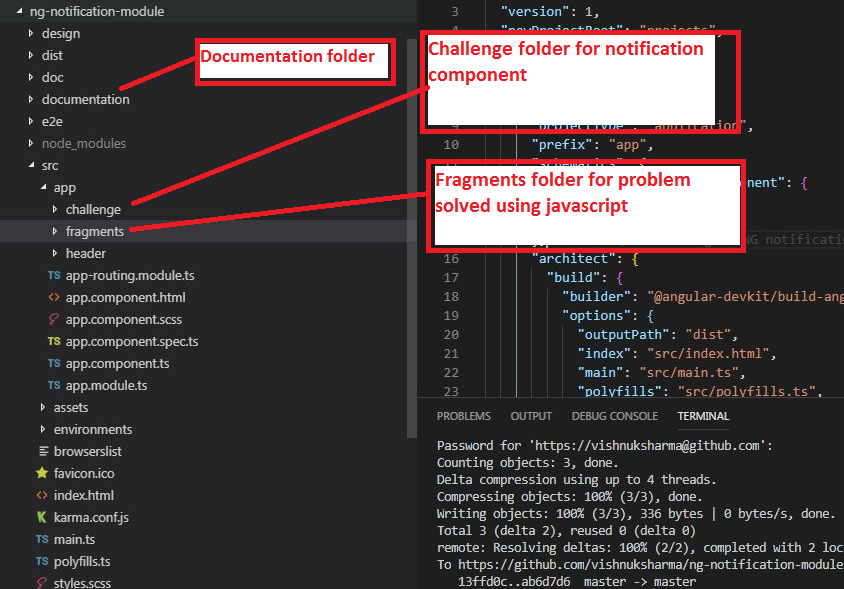 ng-notification-module
design
dist
doc
documentation
e2e
node_modules
src
app
challenge
fragments
header
TS app-routing.module.ts
<> app.component.html
app.component.scss
TS app.component.spec.ts
TS app.component.ts
TS app.module.ts
assets
environments
browserslist
favicon.ico
<> index.html
karma.conf.js
TS main.ts
TS polyfills.ts
styles.scss
Documentation folder
Challenge folder for notification
component
Fragments folder for problem
solved using javascript
3 "version": 1,
"newProjectRoot": "projects",
9 "projectType": "application",
10 "prefix": "app",
"schematics": {
nent": {
NG notificati
16 "architect": {
17 "build": {
18 "builder": "@angular-devkit/build-ang
19 "options": {
20 "outputPath": "dist",
21 "index": "src/index.html",
22 "main": "src/main.ts",
23 "polyfills": "src/polyfills.ts",
PROBLEMS OUTPUT DEBUG CONSOLE TERMINAL
Password for 'https://vishnuksharma@github.com':
Counting objects: 3, done.
Delta compression using up to 4 threads.
Compressing objects: 100% (3/3), done.
Writing objects: 100% (3/3), 336 bytes | 0 bytes/s, done.
Total 3 (delta 2), reused 0 (delta 0)
remote: Resolving deltas: 100% (2/2), completed with 2 loc
To https://github.com/vishnuksharma/ng-notification-module
13ffd0c..ab6d7d6 master -> master